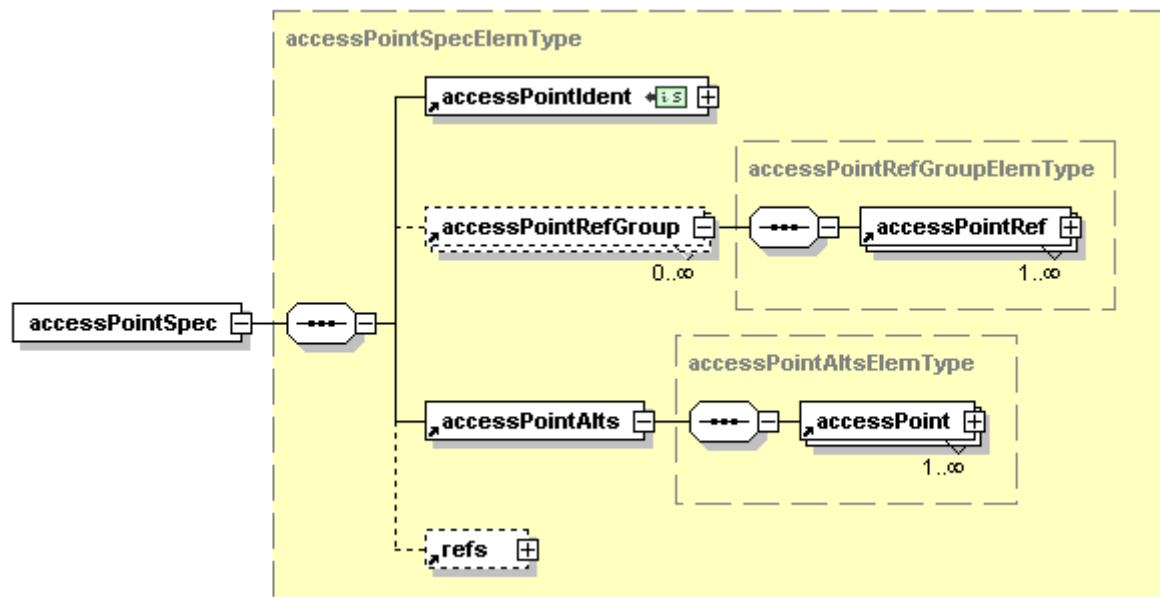 accessPointSpecElemType
accessPointIdent
accessPointRefGroupElemType
accessPointRefGroup
accessPointRef
0..∞
1..∞
accessPointSpec
accessPointAltsElemType
accessPointAlts
accessPoint
1..∞
refs